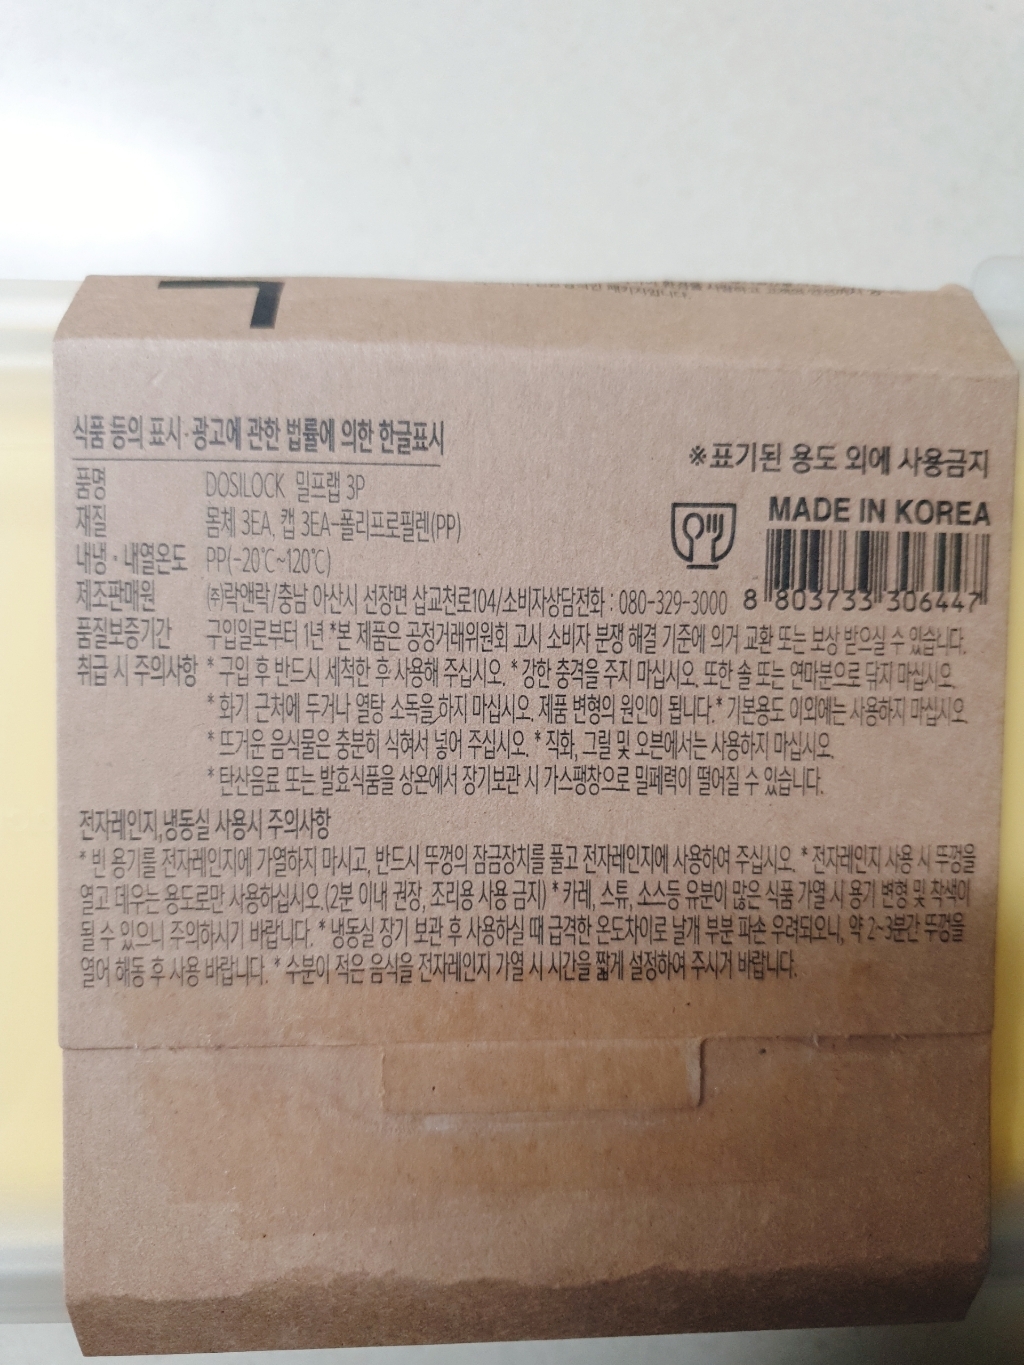 패키지입니다.
식품 등의 표시·광고에 관한 법률에 의한 한글표시
※표기된 용도 외에 사용금지
품명 DOSILOCK 밀프랩 3P
재질 몸체 3EA, 캡 3EA-폴리프로필렌(PP)
내냉·내열온도 PP(-20℃~120℃)
MADE IN KOREA
제조판매원 ㈜락앤락/충남 아산시 선장면 삽교천로104/소비자상담전화 : 080-329-3000
8 803733 306447
품질보증기간 구입일로부터 1년 *본 제품은 공정거래위원회 고시 소비자 분쟁 해결 기준에 의거 교환 또는 보상 받으실 수 있습니다.
취급 시 주의사항 * 구입 후 반드시 세척한 후 사용해 주십시오. * 강한 충격을 주지 마십시오. 또한 솔 또는 연마분으로 닦지 마십시오.
* 화기 근처에 두거나 열탕 소독을 하지 마십시오. 제품 변형의 원인이 됩니다. * 기본용도 이외에는 사용하지 마십시오.
* 뜨거운 음식물은 충분히 식혀서 넣어 주십시오. * 직화, 그릴 및 오븐에서는 사용하지 마십시오.
* 탄산음료 또는 발효식품을 상온에서 장기보관 시 가스팽창으로 밀폐력이 떨어질 수 있습니다.
전자레인지,냉동실 사용시 주의사항
* 빈 용기를 전자레인지에 가열하지 마시고, 반드시 뚜껑의 잠금장치를 풀고 전자레인지에 사용하여 주십시오. * 전자레인지 사용 시 뚜껑을
열고 데우는 용도로만 사용하십시오.(2분 이내 권장, 조리용 사용 금지) * 카레, 스튜, 소스등 유분이 많은 식품 가열 시 용기 변형 및 착색이
될 수 있으니 주의하시기 바랍니다. * 냉동실 장기 보관 후 사용하실 때 급격한 온도차이로 날개 부분 파손 우려되오니, 약 2~3분간 뚜껑을
열어 해동 후 사용 바랍니다. * 수분이 적은 음식을 전자레인지 가열 시 시간을 짧게 설정하여 주시거 바랍니다.